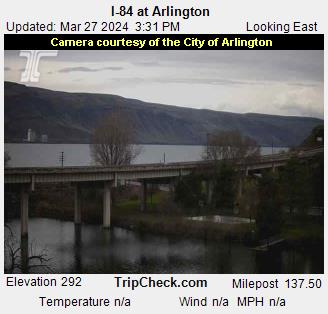 I-84 at Arlington
Updated: Mar 27 2024 3:31 PM Looking East
Camera courtesy of the City of Arlington
Elevation 292 TripCheck.com Milepost 137.50
Temperature n/a Wind n/a MPH n/a